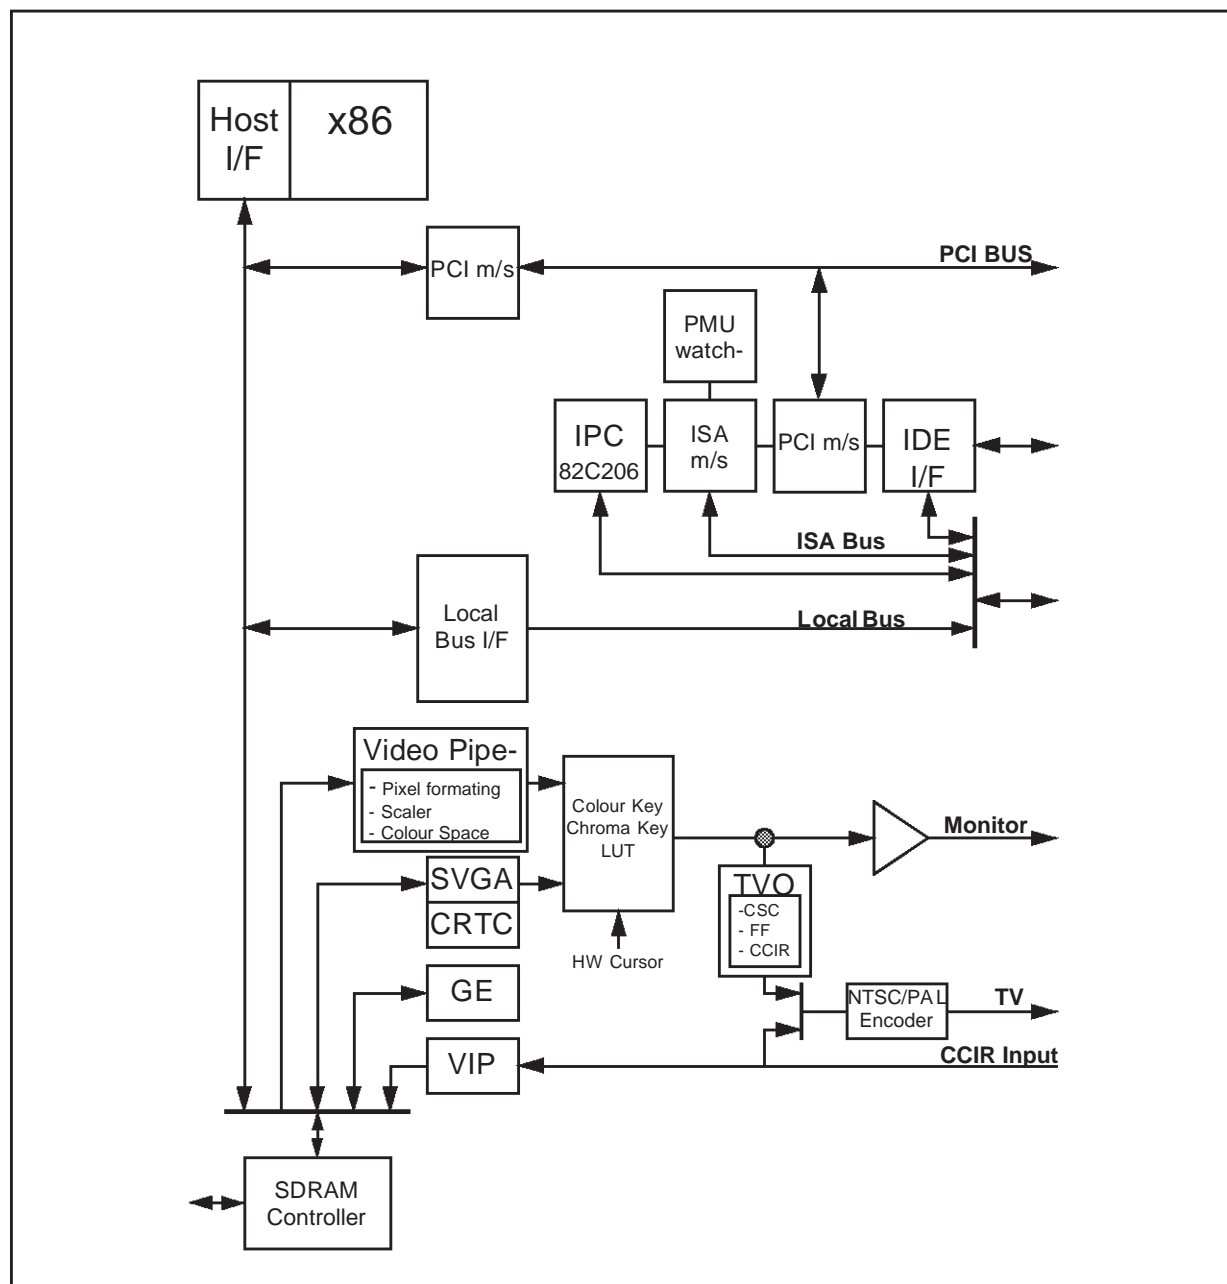 Host
I/F
x86
PCI m/s
PCI BUS
PMU
watch-
IPC
82C206
ISA
m/s
PCI m/s
IDE
I/F
ISA Bus
Local
Bus I/F
Local Bus
Video Pipe-
- Pixel formating
- Scaler
- Colour Space
Colour Key
Chroma Key
LUT
Monitor
SVGA
CRTC
HW Cursor
TVO
-CSC
- FF
- CCIR
GE
NTSC/PAL
Encoder
TV
VIP
CCIR Input
SDRAM
Controller